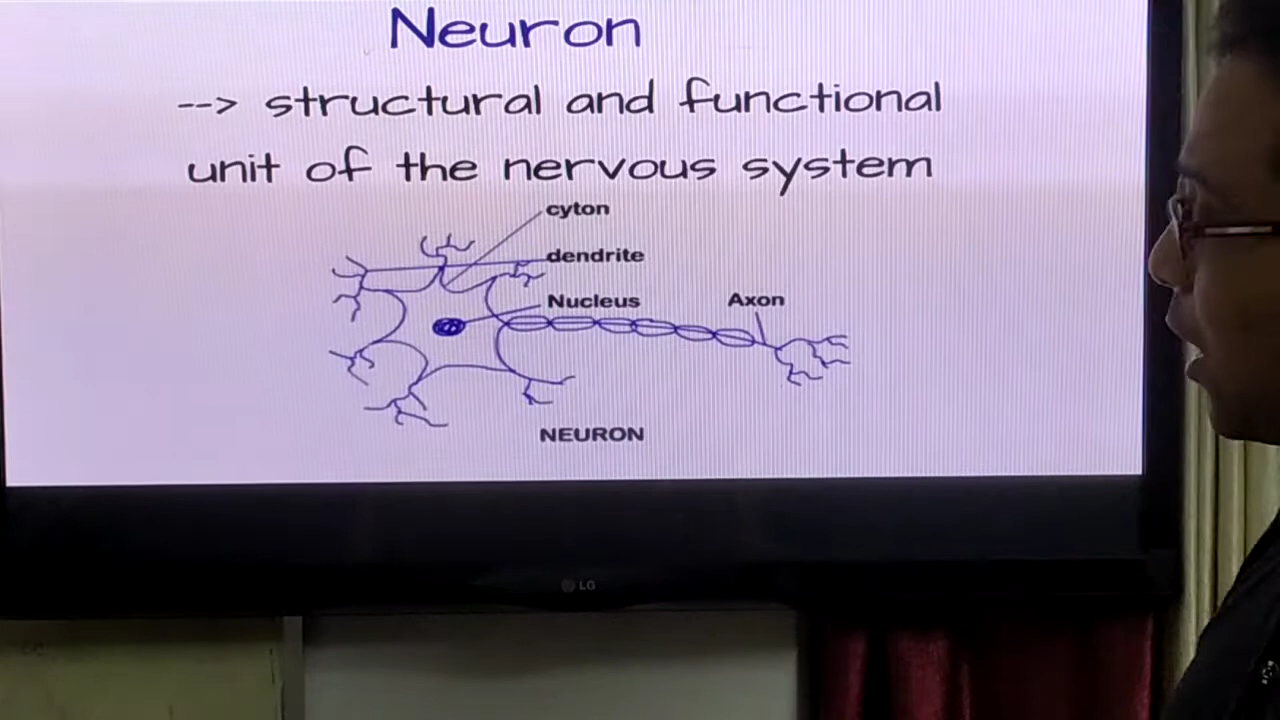 Neuron
--> structural and functional
unit of the nervous system
cyton
dendrite
Nucleus
Axon
NEURON
LG